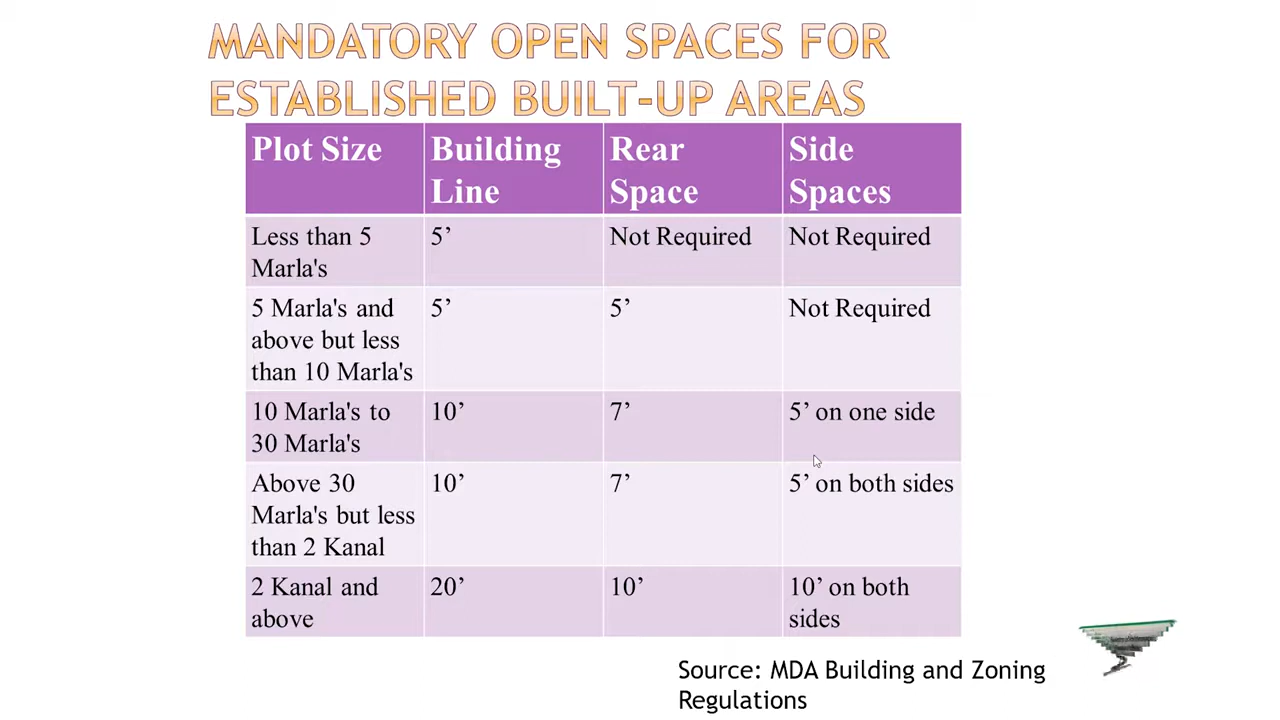 MANDATORY OPEN SPACES FOR
ESTABLISHED BUILT-UP AREAS
Plot Size
Building
Line
Rear
Space
Side
Spaces
Less than 5
Marla's
5’
Not Required
Not Required
5 Marla's and
above but less
than 10 Marla's
5’
5’
Not Required
10 Marla's to
30 Marla's
10’
7’
5’ on one side
Above 30
Marla's but less
than 2 Kanal
10’
7’
5’ on both sides
2 Kanal and
above
20’
10’
10’ on both
sides
Source: MDA Building and Zoning
Regulations